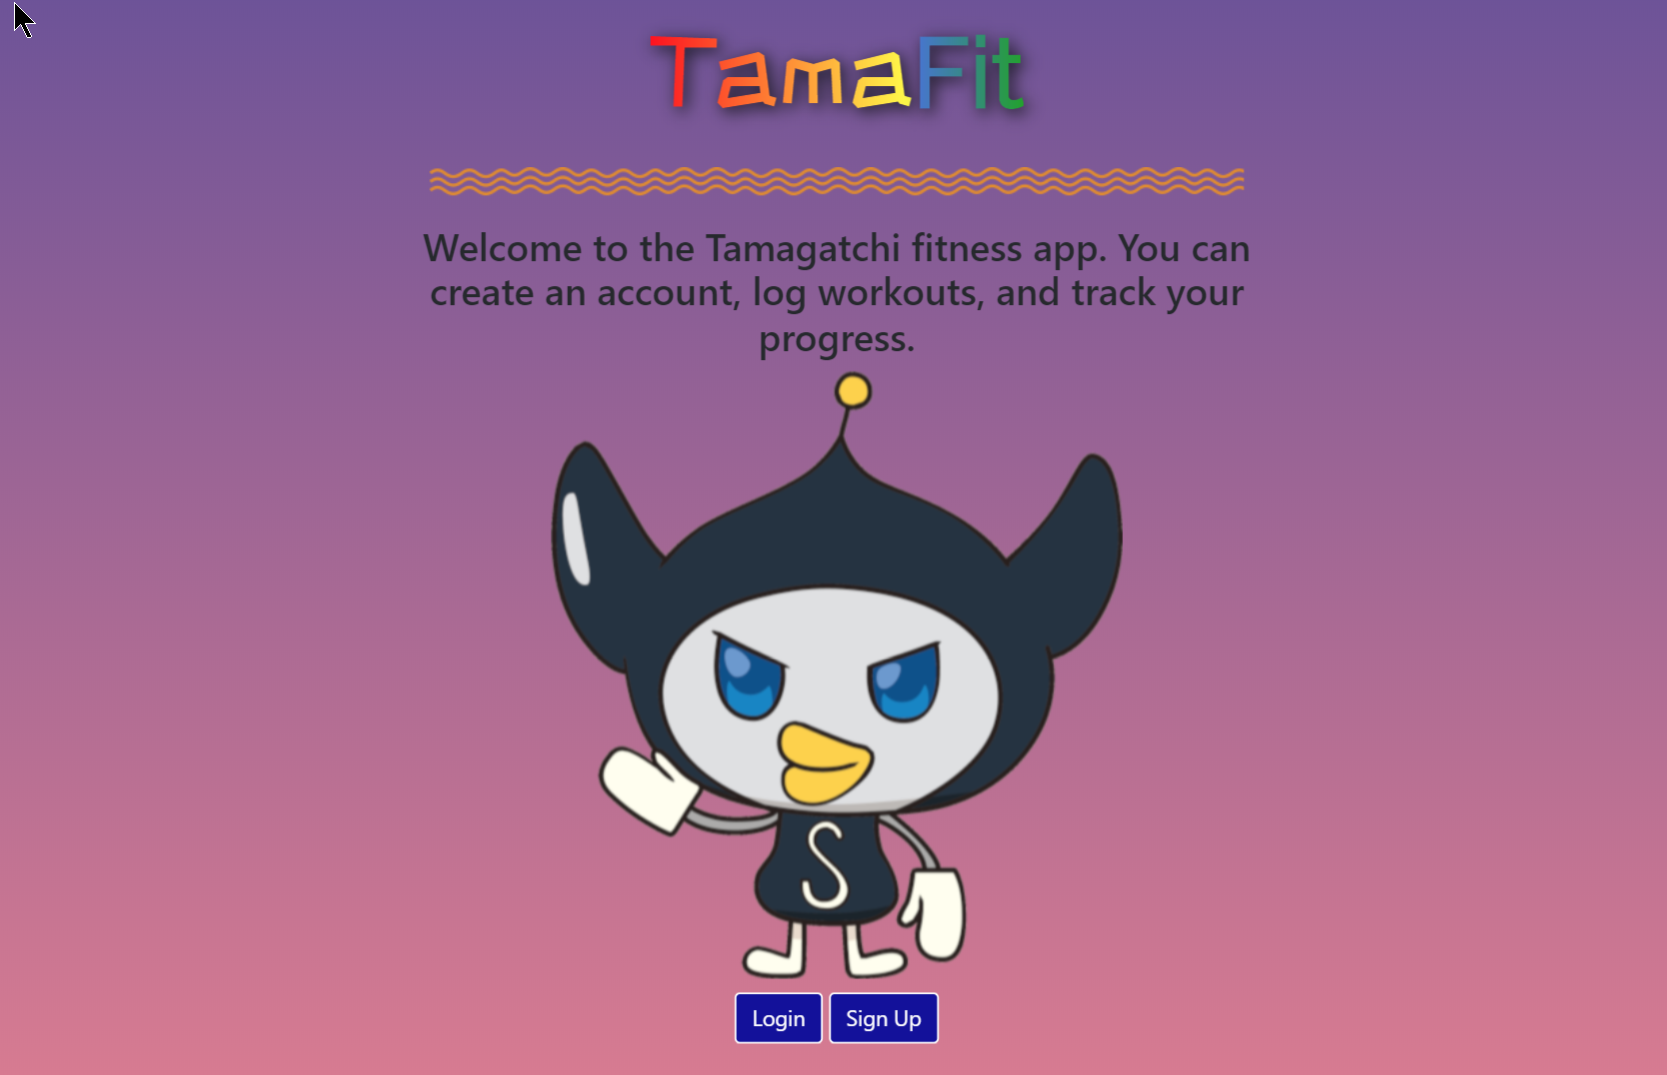 TamaFit
Welcome to the Tamagatchi fitness app. You can
create an account, log workouts, and track your
progress.
S
Login Sign Up